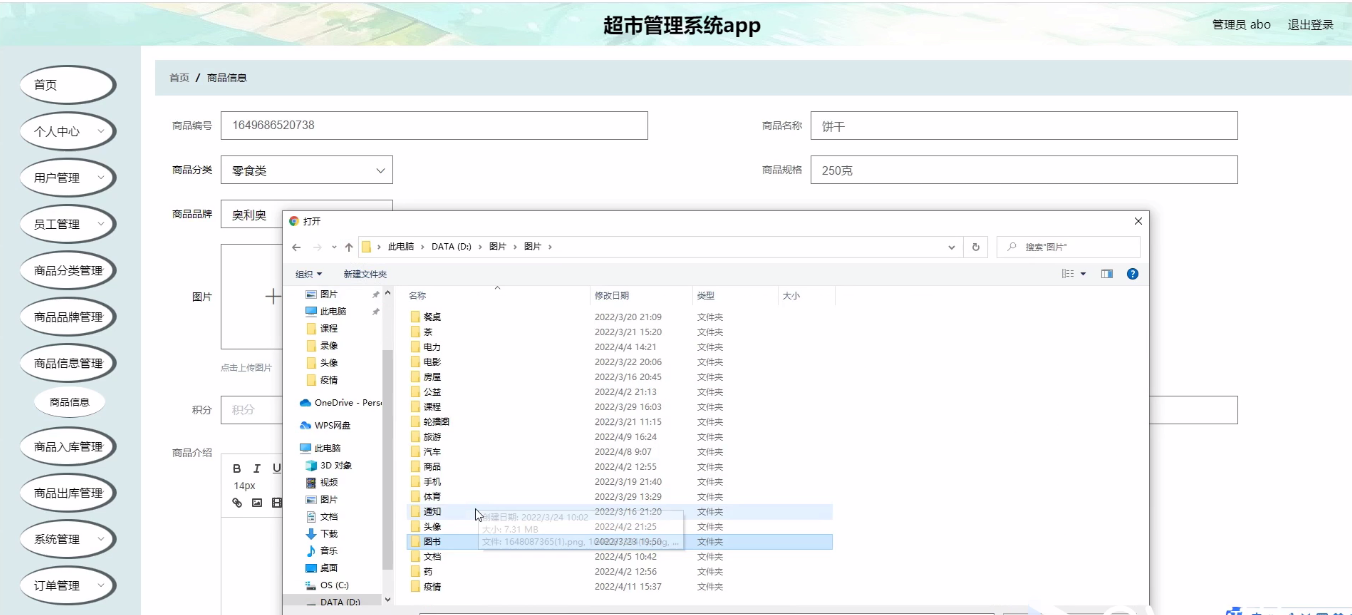 超市管理系统app
管理员 abo 退出登录
首页
个人中心
用户管理
员工管理
商品分类管理
商品品牌管理
商品信息管理
商品信息
商品入库管理
商品出库管理
系统管理
订单管理
首页 / 商品信息
商品编号 1649686520738 商品名称 饼干
商品分类 零食类 商品规格 250克
商品品牌 奥利奥
图片
点击上传图片
积分 积分
商品介绍
B I U
14px
打开
此电脑 › DATA (D:) › 图片 › 图片 › 搜索"图片"
组织 新建文件夹
图片
此电脑
课程
录像
头像
疫情
OneDrive - Pers
WPS网盘
此电脑
3D 对象
视频
图片
文档
下载
音乐
桌面
OS (C:)
DATA (D:)
名称 修改日期 类型 大小
餐桌 2022/3/20 21:09 文件夹
茶 2022/3/21 15:20 文件夹
电力 2022/4/4 14:21 文件夹
电影 2022/3/22 20:06 文件夹
房屋 2022/3/16 20:45 文件夹
公益 2022/4/2 21:13 文件夹
课程 2022/3/29 16:03 文件夹
轮播图 2022/3/21 11:15 文件夹
旅游 2022/4/9 16:24 文件夹
汽车 2022/4/8 9:07 文件夹
商品 2022/4/2 12:55 文件夹
手机 2022/3/19 21:40 文件夹
体育 2022/3/29 13:29 文件夹
通知 2022/3/16 21:20 文件夹
头像 2022/4/2 21:25 文件夹
图书 2022/3/28 19:50 文件夹
文档 2022/4/5 10:42 文件夹
药 2022/4/2 12:56 文件夹
疫情 2022/4/11 15:37 文件夹
创建日期: 2022/3/24 10:02
大小: 7.31 MB
文件: 1648087365(1).png,